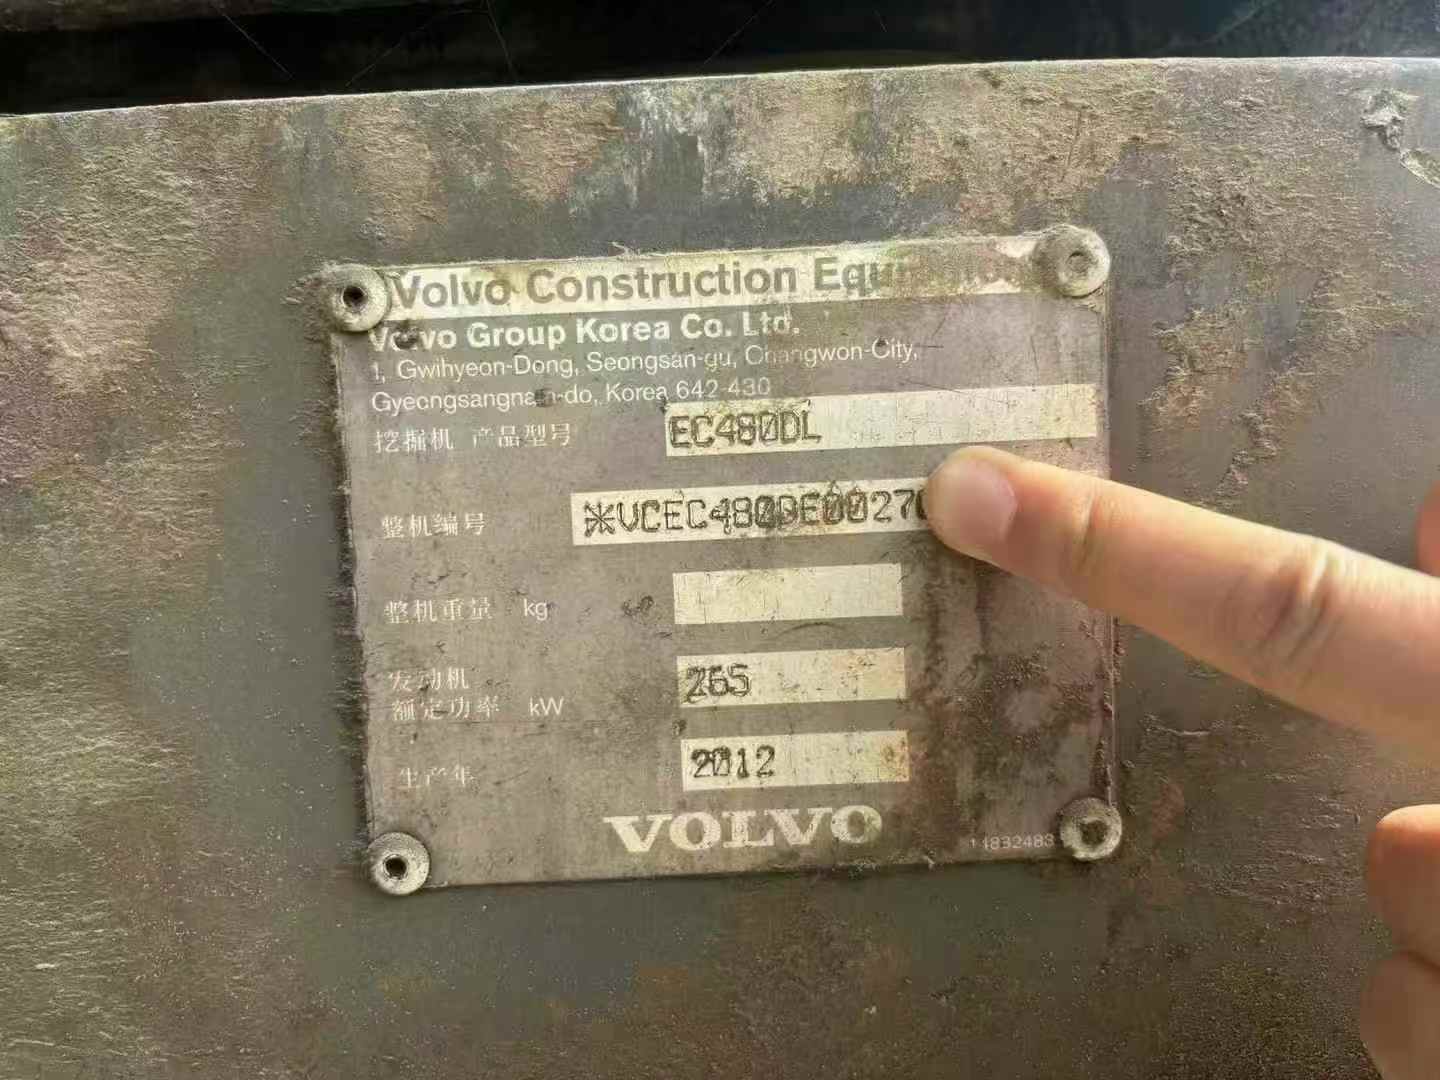 Volvo Construction
Volvo Group Korea Co. Ltd.
1, Gwihyeon-Dong, Seongsan-gu, Changwon-City,
Gyeongsangnam-do, Korea 642-430
挖掘机 产品型号 EC480DL
整机编号
整机重量 kg
发动机
额定功率 kW 265
生产年 2012
VOLVO